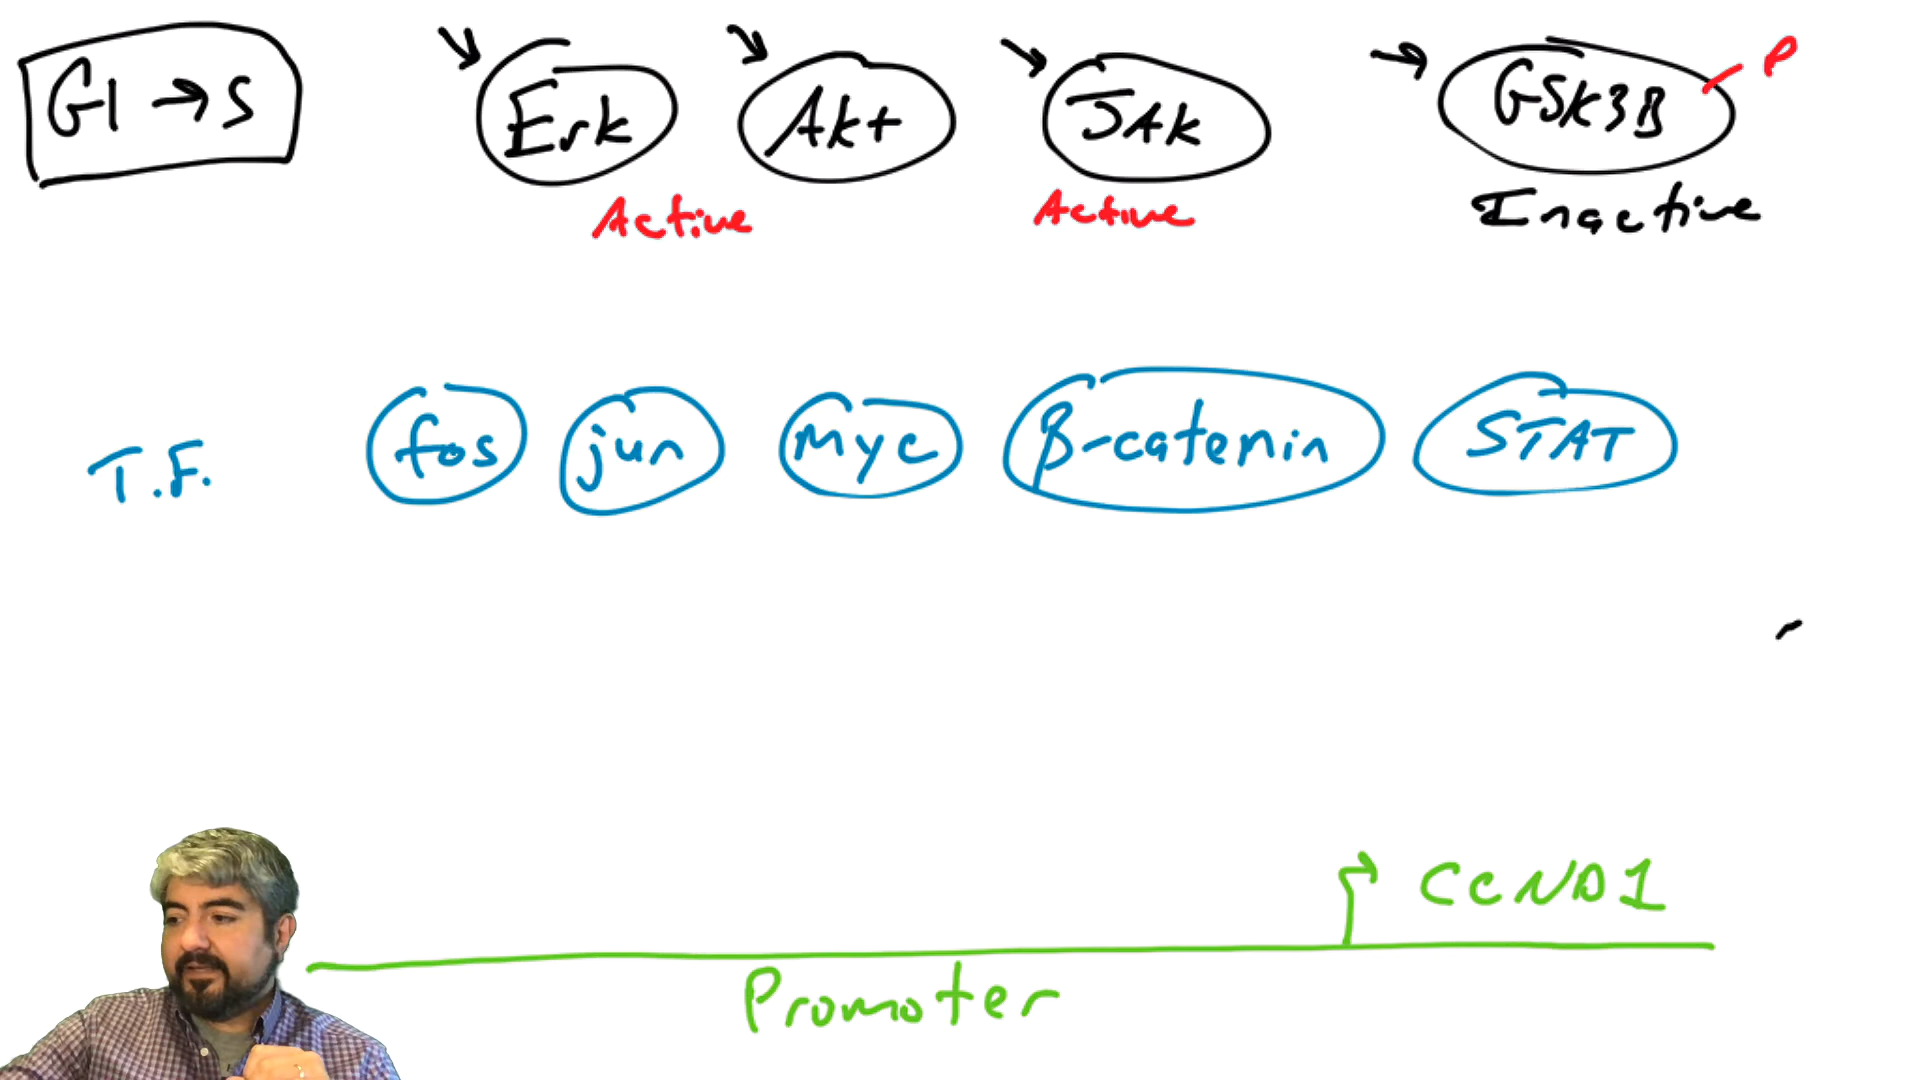 G1 → S
Erk Akt JAK GSK3B P
Active Active Inactive
T.F. fos jun Myc β-catenin STAT
CCND1
Promoter